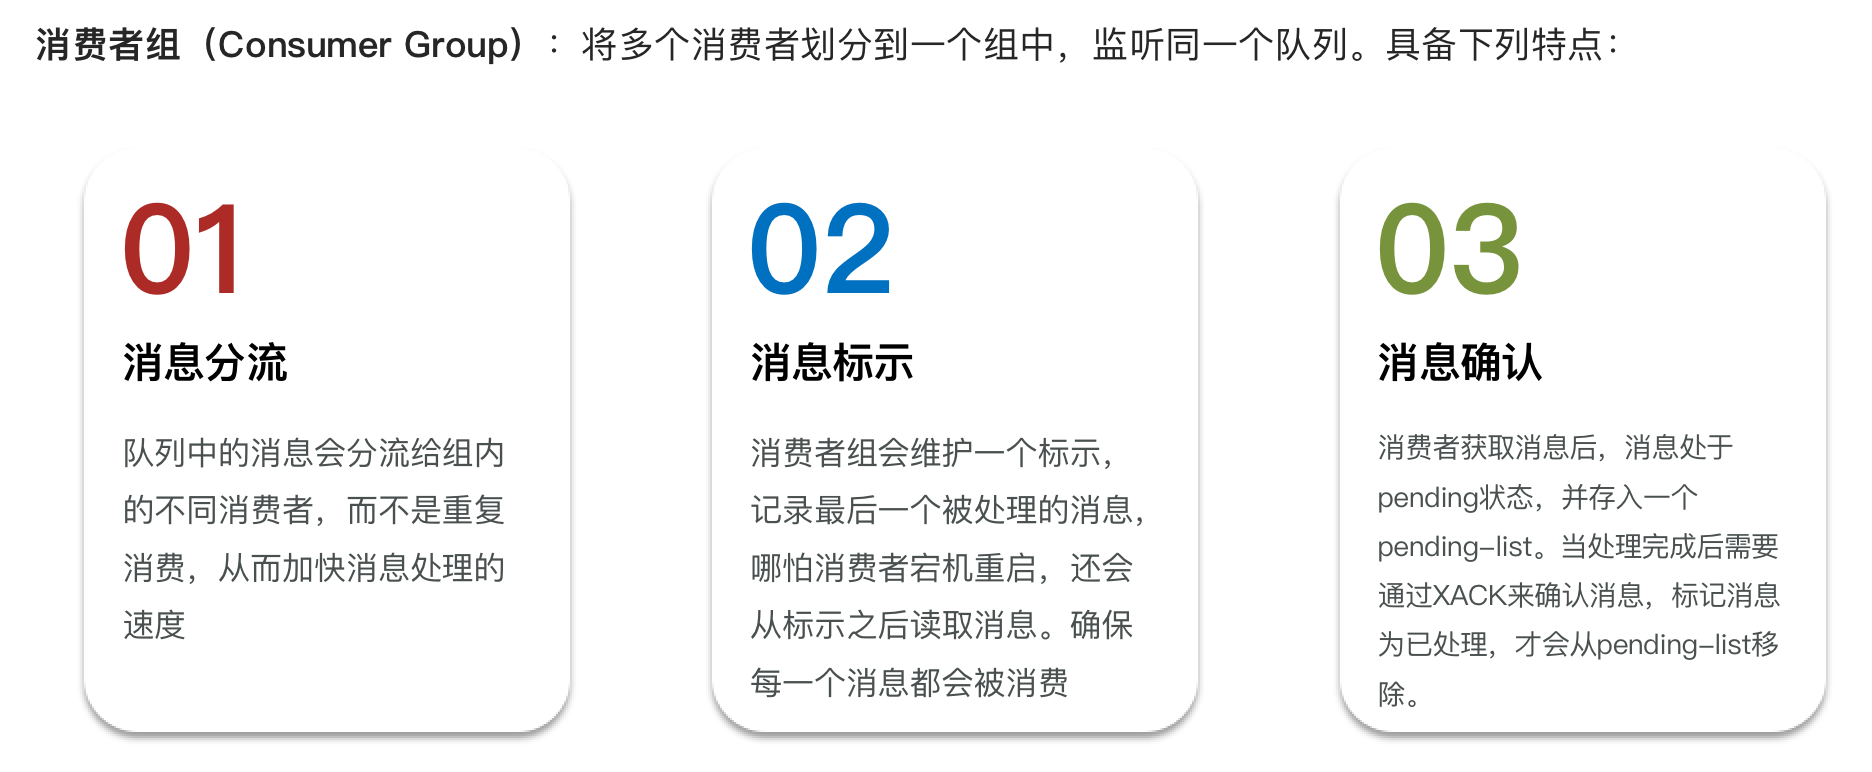 消费者组（Consumer Group）：将多个消费者划分到一个组中，监听同一个队列。具备下列特点：
01
消息分流
队列中的消息会分流给组内
的不同消费者，而不是重复
消费，从而加快消息处理的
速度
02
消息标示
消费者组会维护一个标示，
记录最后一个被处理的消息，
哪怕消费者宕机重启，还会
从标示之后读取消息。确保
每一个消息都会被消费
03
消息确认
消费者获取消息后，消息处于
pending状态，并存入一个
pending-list。当处理完成后需要
通过XACK来确认消息，标记消息
为已处理，才会从pending-list移
除。